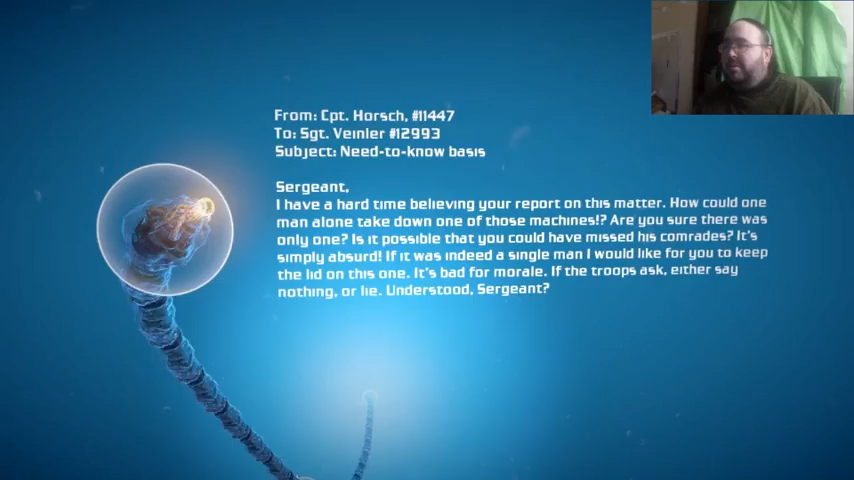 From: Cpt. Horsch, #11447
To: Sgt. Veinler #12993
Subject: Need-to-know basis
Sergeant,
I have a hard time believing your report on this matter. How could one
man alone take down one of those machines!? Are you sure there was
only one? Is it possible that you could have missed his comrades? It's
simply absurd! If it was indeed a single man I would like for you to keep
the lid on this one. It's bad for morale. If the troops ask, either say
nothing, or lie. Understood, Sergeant?